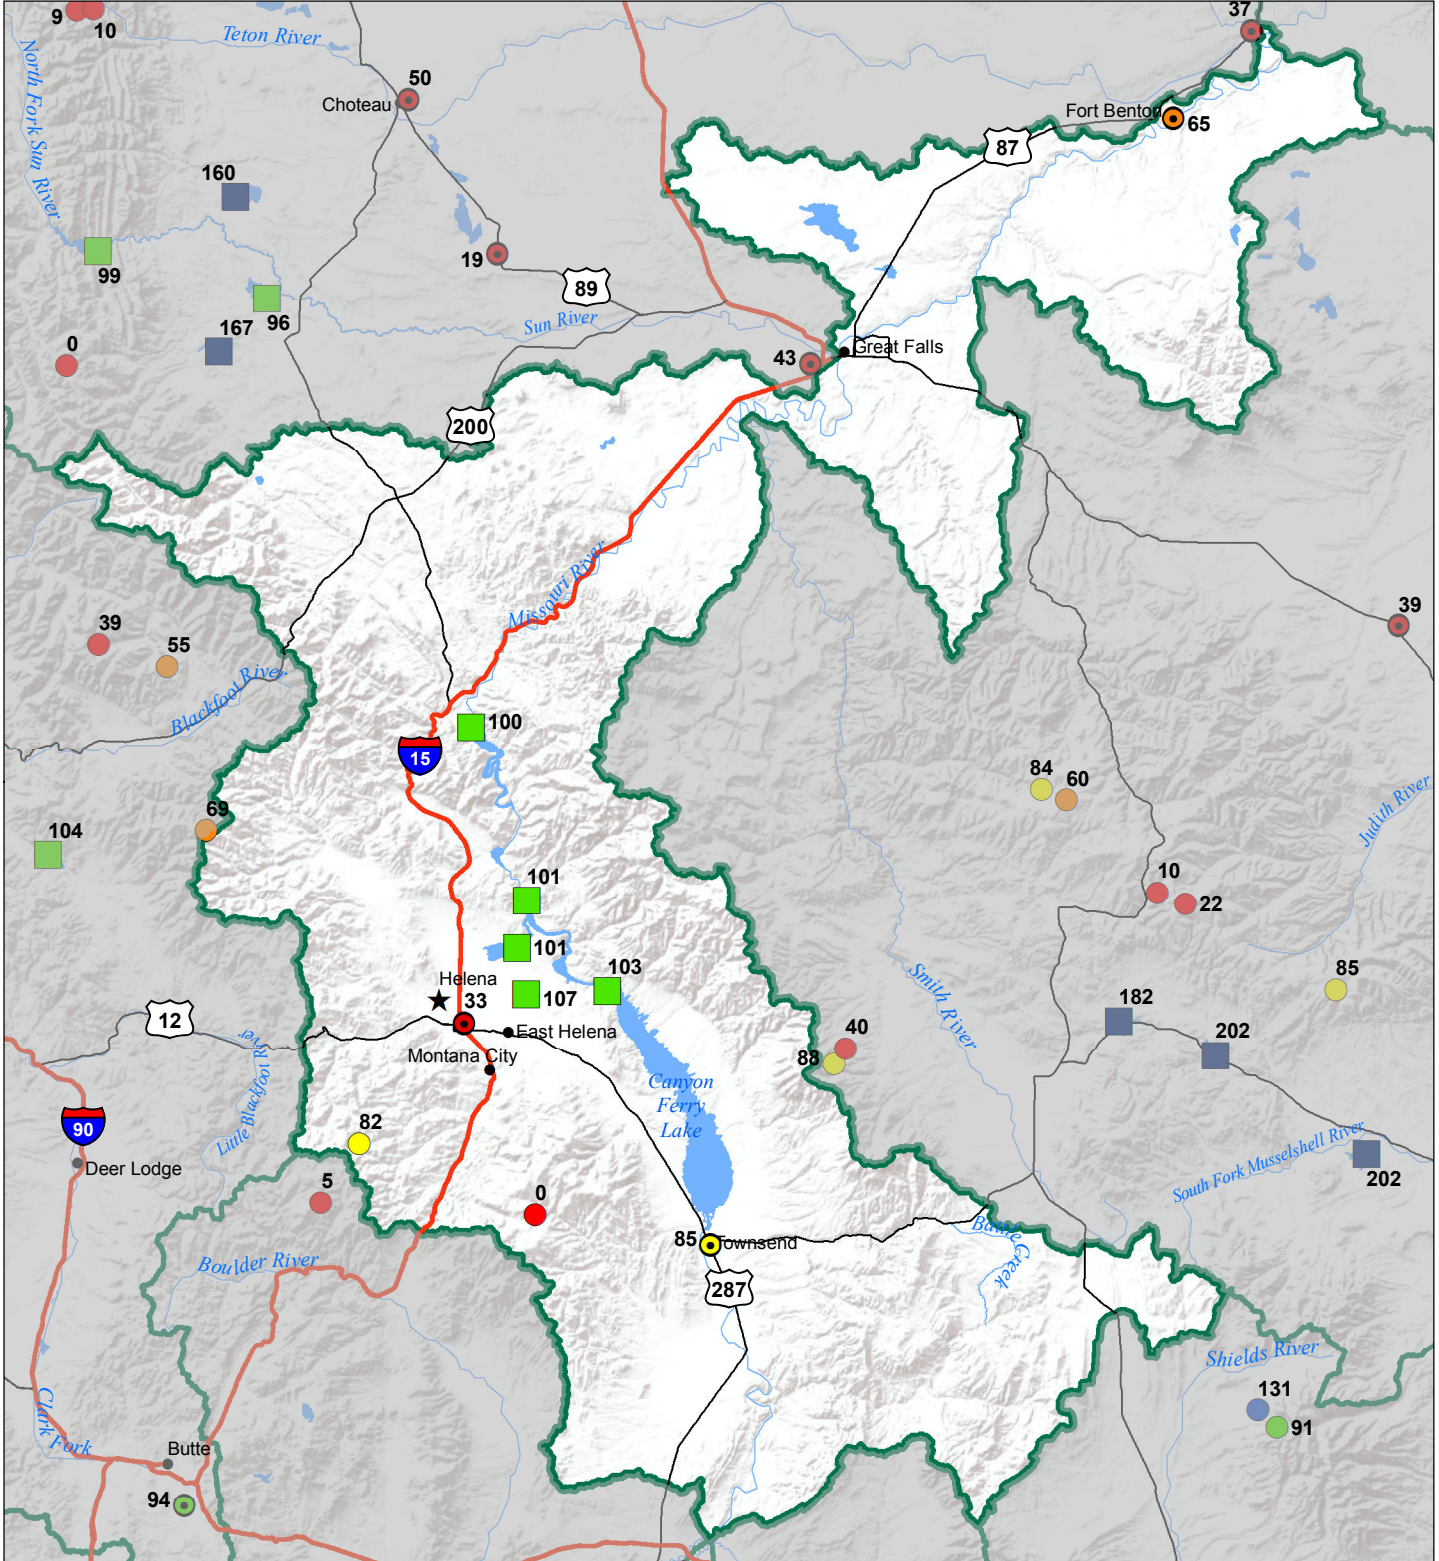 9
10
Teton River
37
North Fork Sun River
50
Choteau
Fort Benton
65
87
160
99
19
89
96
Sun River
167
0
43
Great Falls
200
Missouri River
39
39
55
Blackfoot River
100
15
84
60
Judith River
69
104
10
22
101
101
103
85
Helena
107
Smith River
33
182
12
East Helena
40
88
202
Little Blackfoot River
Montana City
Canyon
Ferry
Lake
90
82
South Fork Musselshell River
202
Deer Lodge
5
0
Battle Creek
85
Townsend
Boulder River
287
Shields River
131
91
Clark Fork
Butte
94